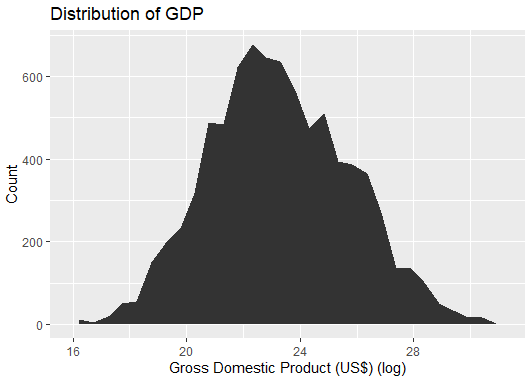 Distribution of GDP
600
400
200
0
Count
16 20 24 28
Gross Domestic Product (US$) (log)